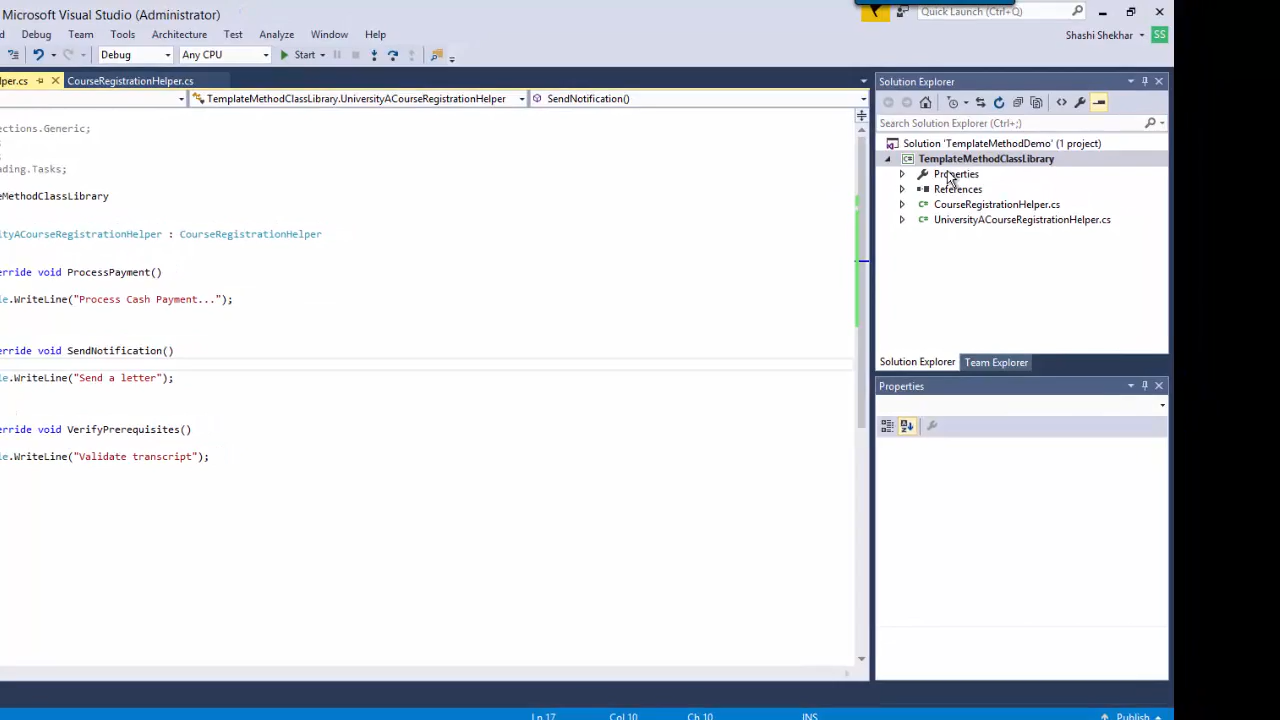 Microsoft Visual Studio (Administrator)
Quick Launch (Ctrl+Q)
Debug Team Tools Architecture Test Analyze Window Help
Shashi Shekhar SS
Debug Any CPU Start
lper.cs CourseRegistrationHelper.cs
TemplateMethodClassLibrary.UniversityACourseRegistrationHelper SendNotification()
ections.Generic;
;
;
ading.Tasks;
eMethodClassLibrary
ityACourseRegistrationHelper : CourseRegistrationHelper
erride void ProcessPayment()
le.WriteLine("Process Cash Payment...");
erride void SendNotification()
le.WriteLine("Send a letter");
erride void VerifyPrerequisites()
le.WriteLine("Validate transcript");
Solution Explorer
Search Solution Explorer (Ctrl+;)
Solution 'TemplateMethodDemo' (1 project)
TemplateMethodClassLibrary
Properties
References
CourseRegistrationHelper.cs
UniversityACourseRegistrationHelper.cs
Solution Explorer Team Explorer
Properties
Ln 17 Col 10 Ch 10 INS Publish